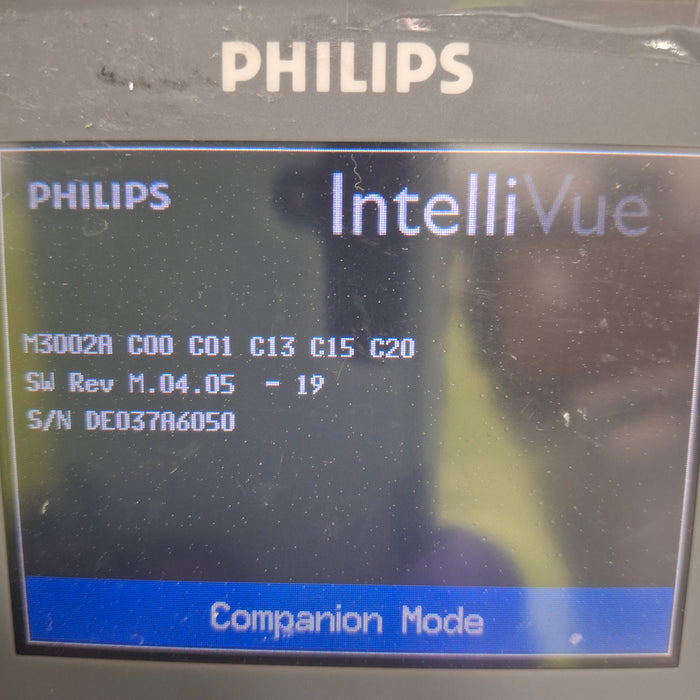 PHILIPS
PHILIPS
IntelliVue
M3002A C00 C01 C13 C15 C20
SW Rev M.04.05 - 19
S/N DE037A6050
Companion Mode